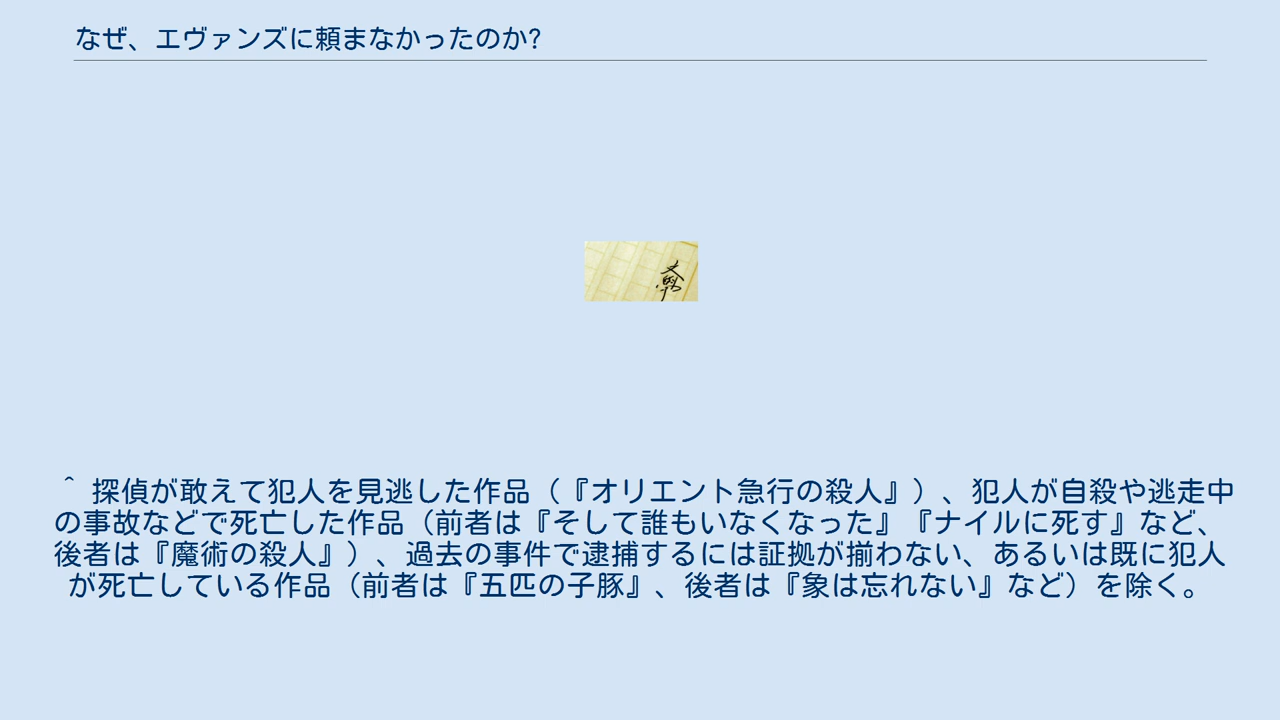 なぜ、エヴァンズに頼まなかったのか?
^ 探偵が敢えて犯人を見逃した作品（『オリエント急行の殺人』）、犯人が自殺や逃走中
の事故などで死亡した作品（前者は『そして誰もいなくなった』『ナイルに死す』など、
後者は『魔術の殺人』）、過去の事件で逮捕するには証拠が揃わない、あるいは既に犯人
が死亡している作品（前者は『五匹の子豚』、後者は『象は忘れない』など）を除く。